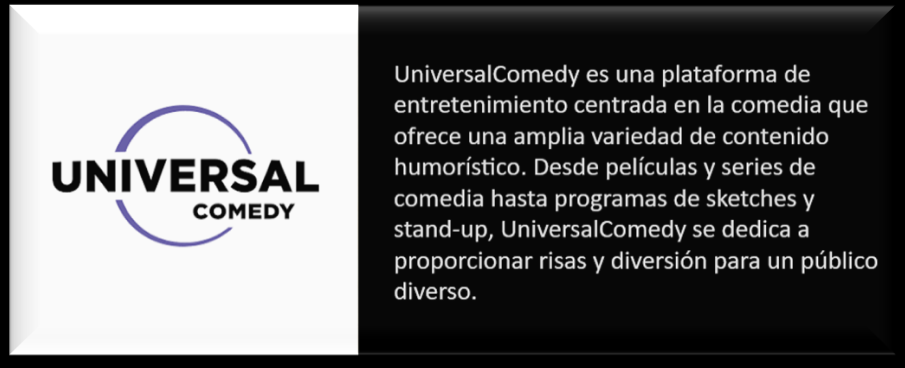 UNIVERSAL
COMEDY
UniversalComedy es una plataforma de
entretenimiento centrada en la comedia que
ofrece una amplia variedad de contenido
humorístico. Desde películas y series de
comedia hasta programas de sketches y
stand-up, UniversalComedy se dedica a
proporcionar risas y diversión para un público
diverso.